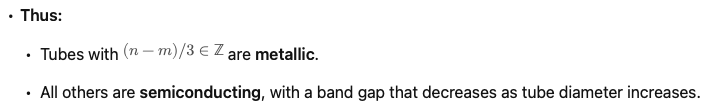 • Thus:
• Tubes with (n − m)/3 ∈ ℤ are metallic.
• All others are semiconducting, with a band gap that decreases as tube diameter increases.